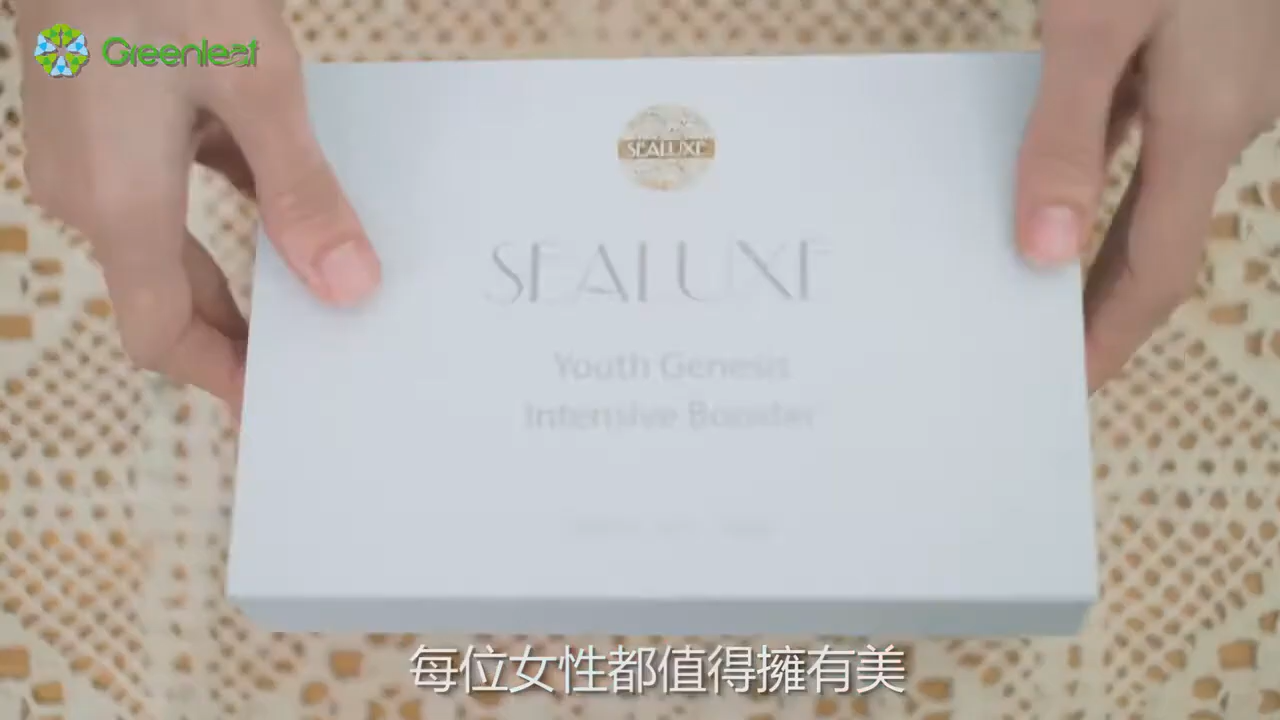 Greenleaf
SEALUXE
SEALUXE
Youth Genesis
Intensive Booster
每位女性都值得擁有美